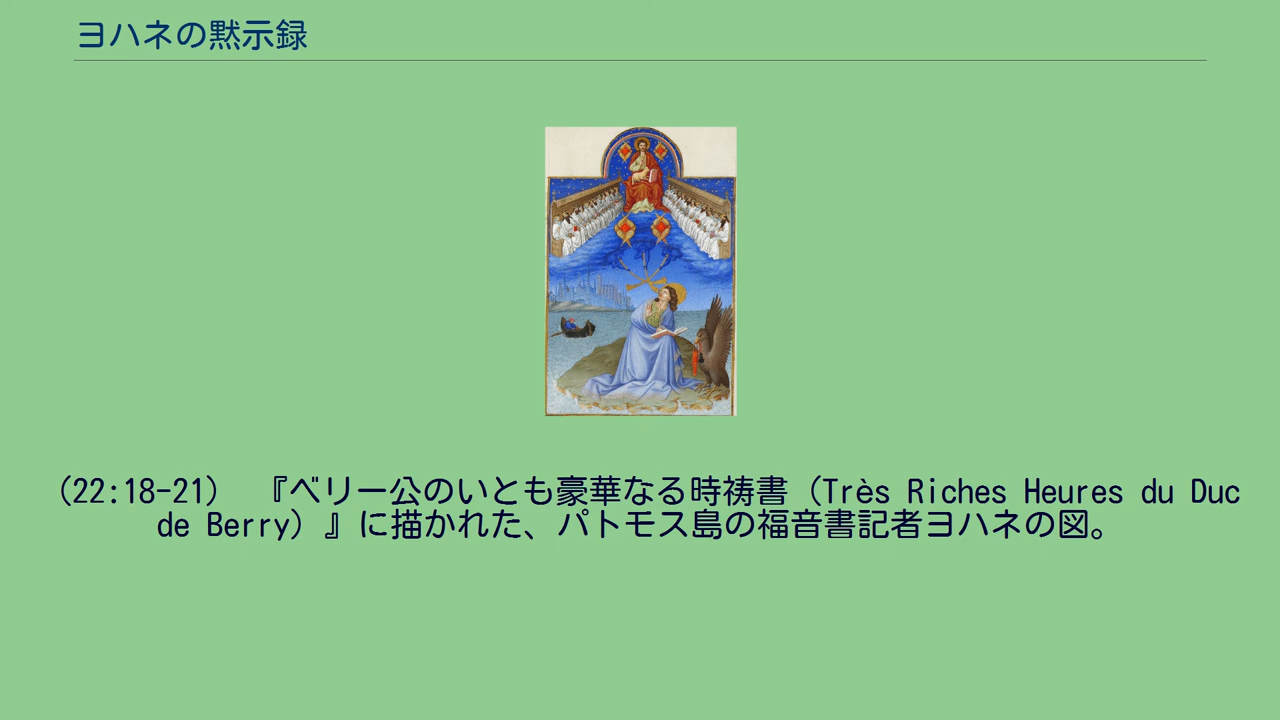 ヨハネの黙示録
（22:18-21）　『ベリー公のいとも豪華なる時祷書（Très Riches Heures du Duc
de Berry）』に描かれた、パトモス島の福音書記者ヨハネの図。